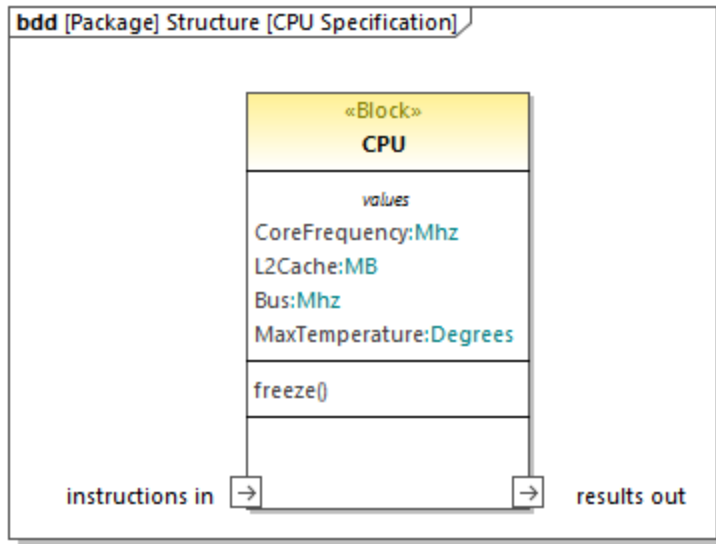 bdd [Package] Structure [CPU Specification]
«Block»
CPU
values
CoreFrequency:Mhz
L2Cache:MB
Bus:Mhz
MaxTemperature:Degrees
freeze()
instructions in
results out